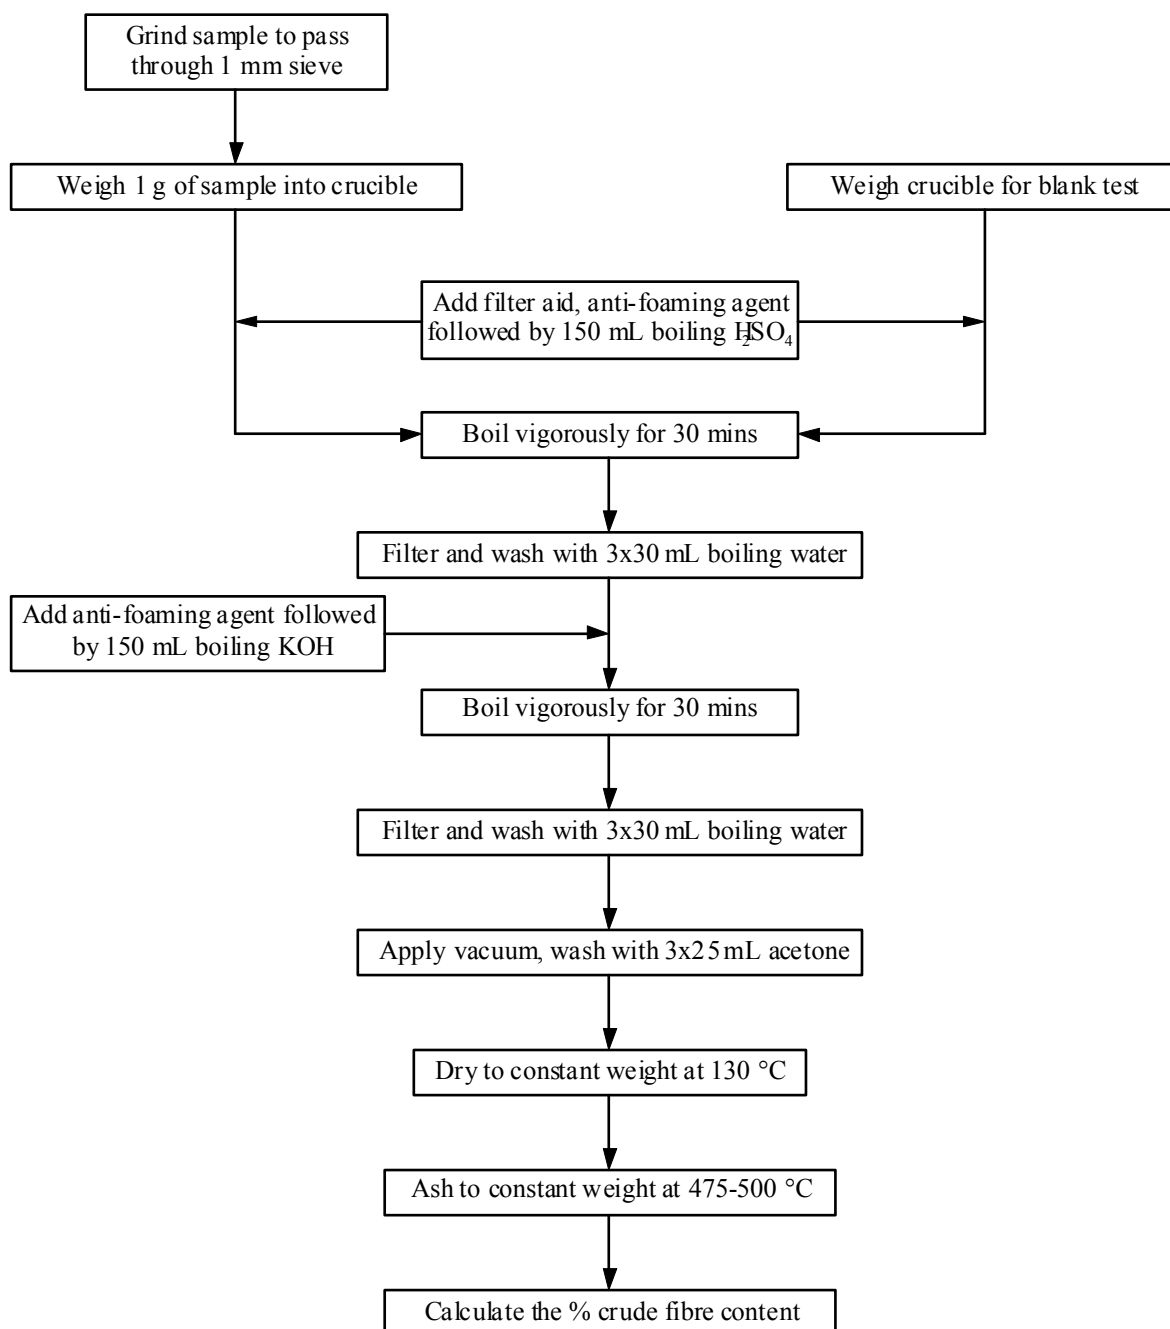 Grind sample to pass
through 1 mm sieve
Weigh 1 g of sample into crucible
Weigh crucible for blank test
Add filter aid, anti-foaming agent
followed by 150 mL boiling H₂SO₄
Boil vigorously for 30 mins
Filter and wash with 3x30 mL boiling water
Add anti-foaming agent followed
by 150 mL boiling KOH
Boil vigorously for 30 mins
Filter and wash with 3x30 mL boiling water
Apply vacuum, wash with 3x25 mL acetone
Dry to constant weight at 130 °C
Ash to constant weight at 475-500 °C
Calculate the % crude fibre content